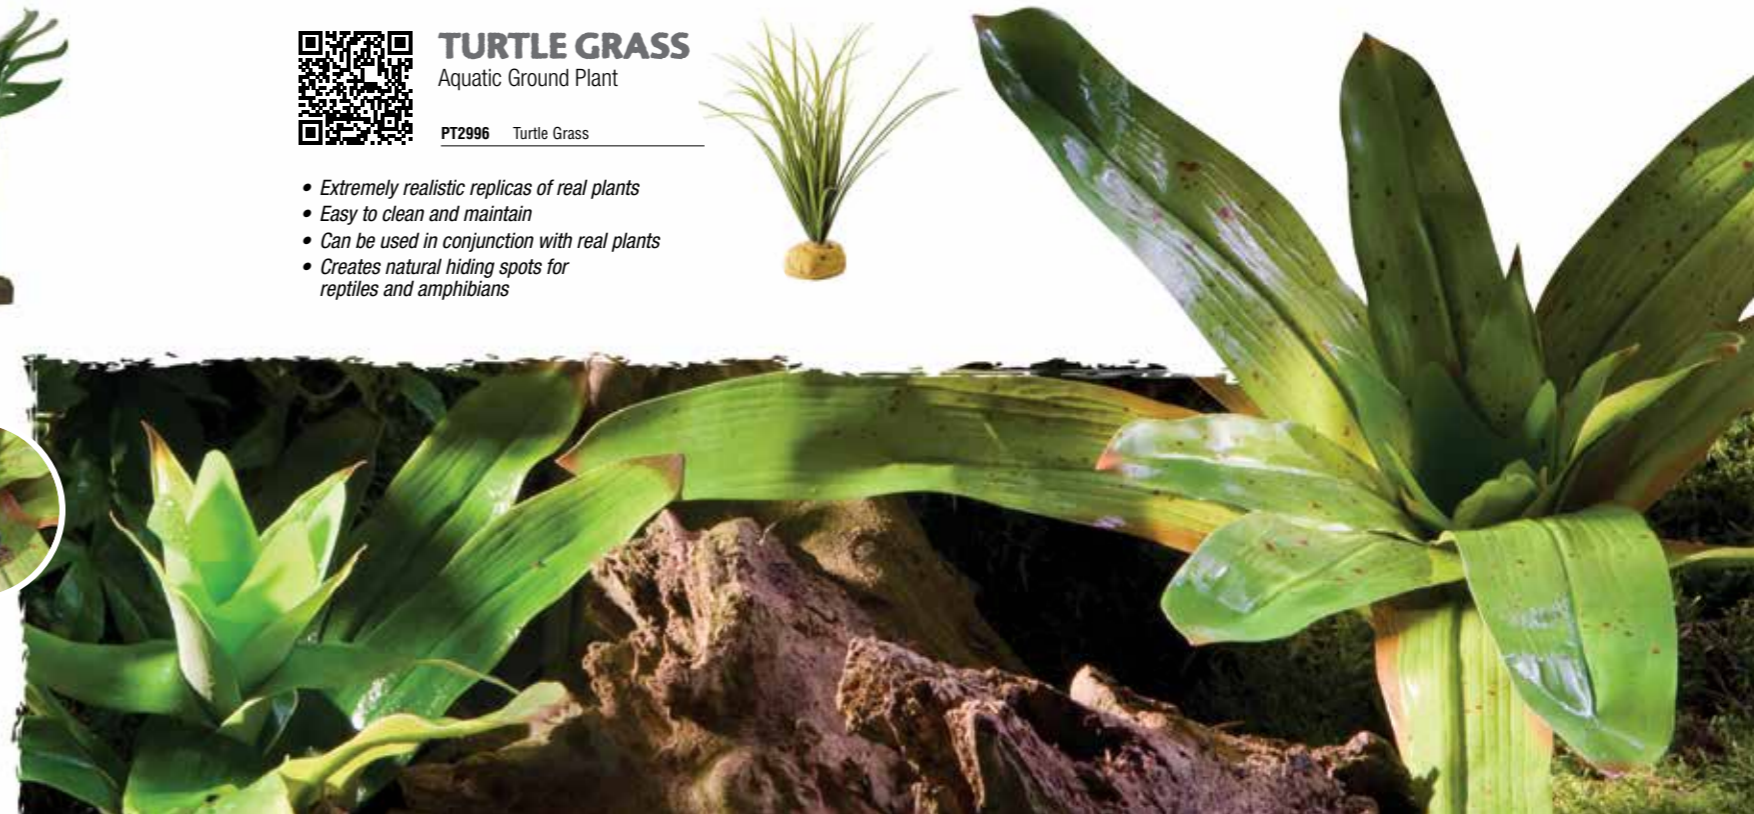 TURTLE GRASS
Aquatic Ground Plant
PT2996 Turtle Grass
• Extremely realistic replicas of real plants
• Easy to clean and maintain
• Can be used in conjunction with real plants
• Creates natural hiding spots for
reptiles and amphibians